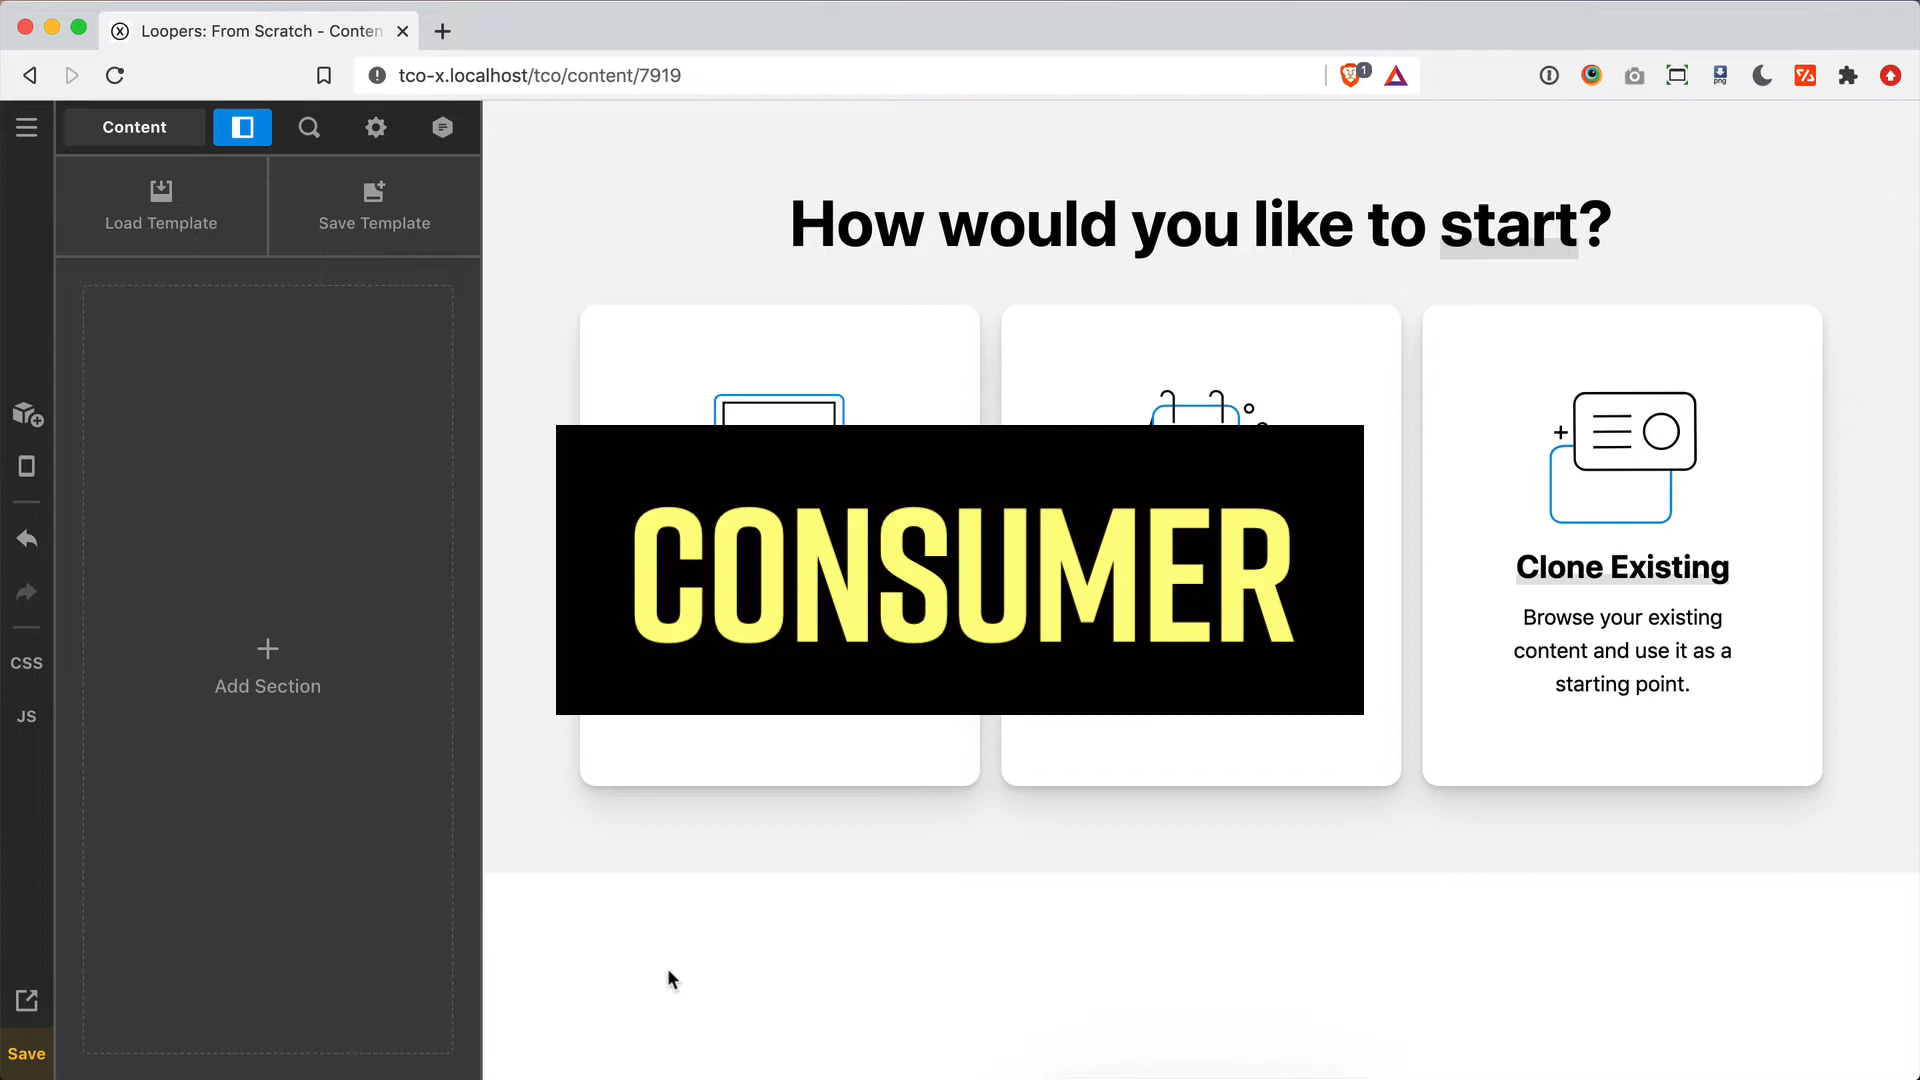 Loopers: From Scratch - Conten
tco-x.localhost/tco/content/7919
1
png
Content
Load Template
Save Template
Add Section
CSS
JS
Save
How would you like to start?
CONSUMER
Clone Existing
Browse your existing
content and use it as a
starting point.